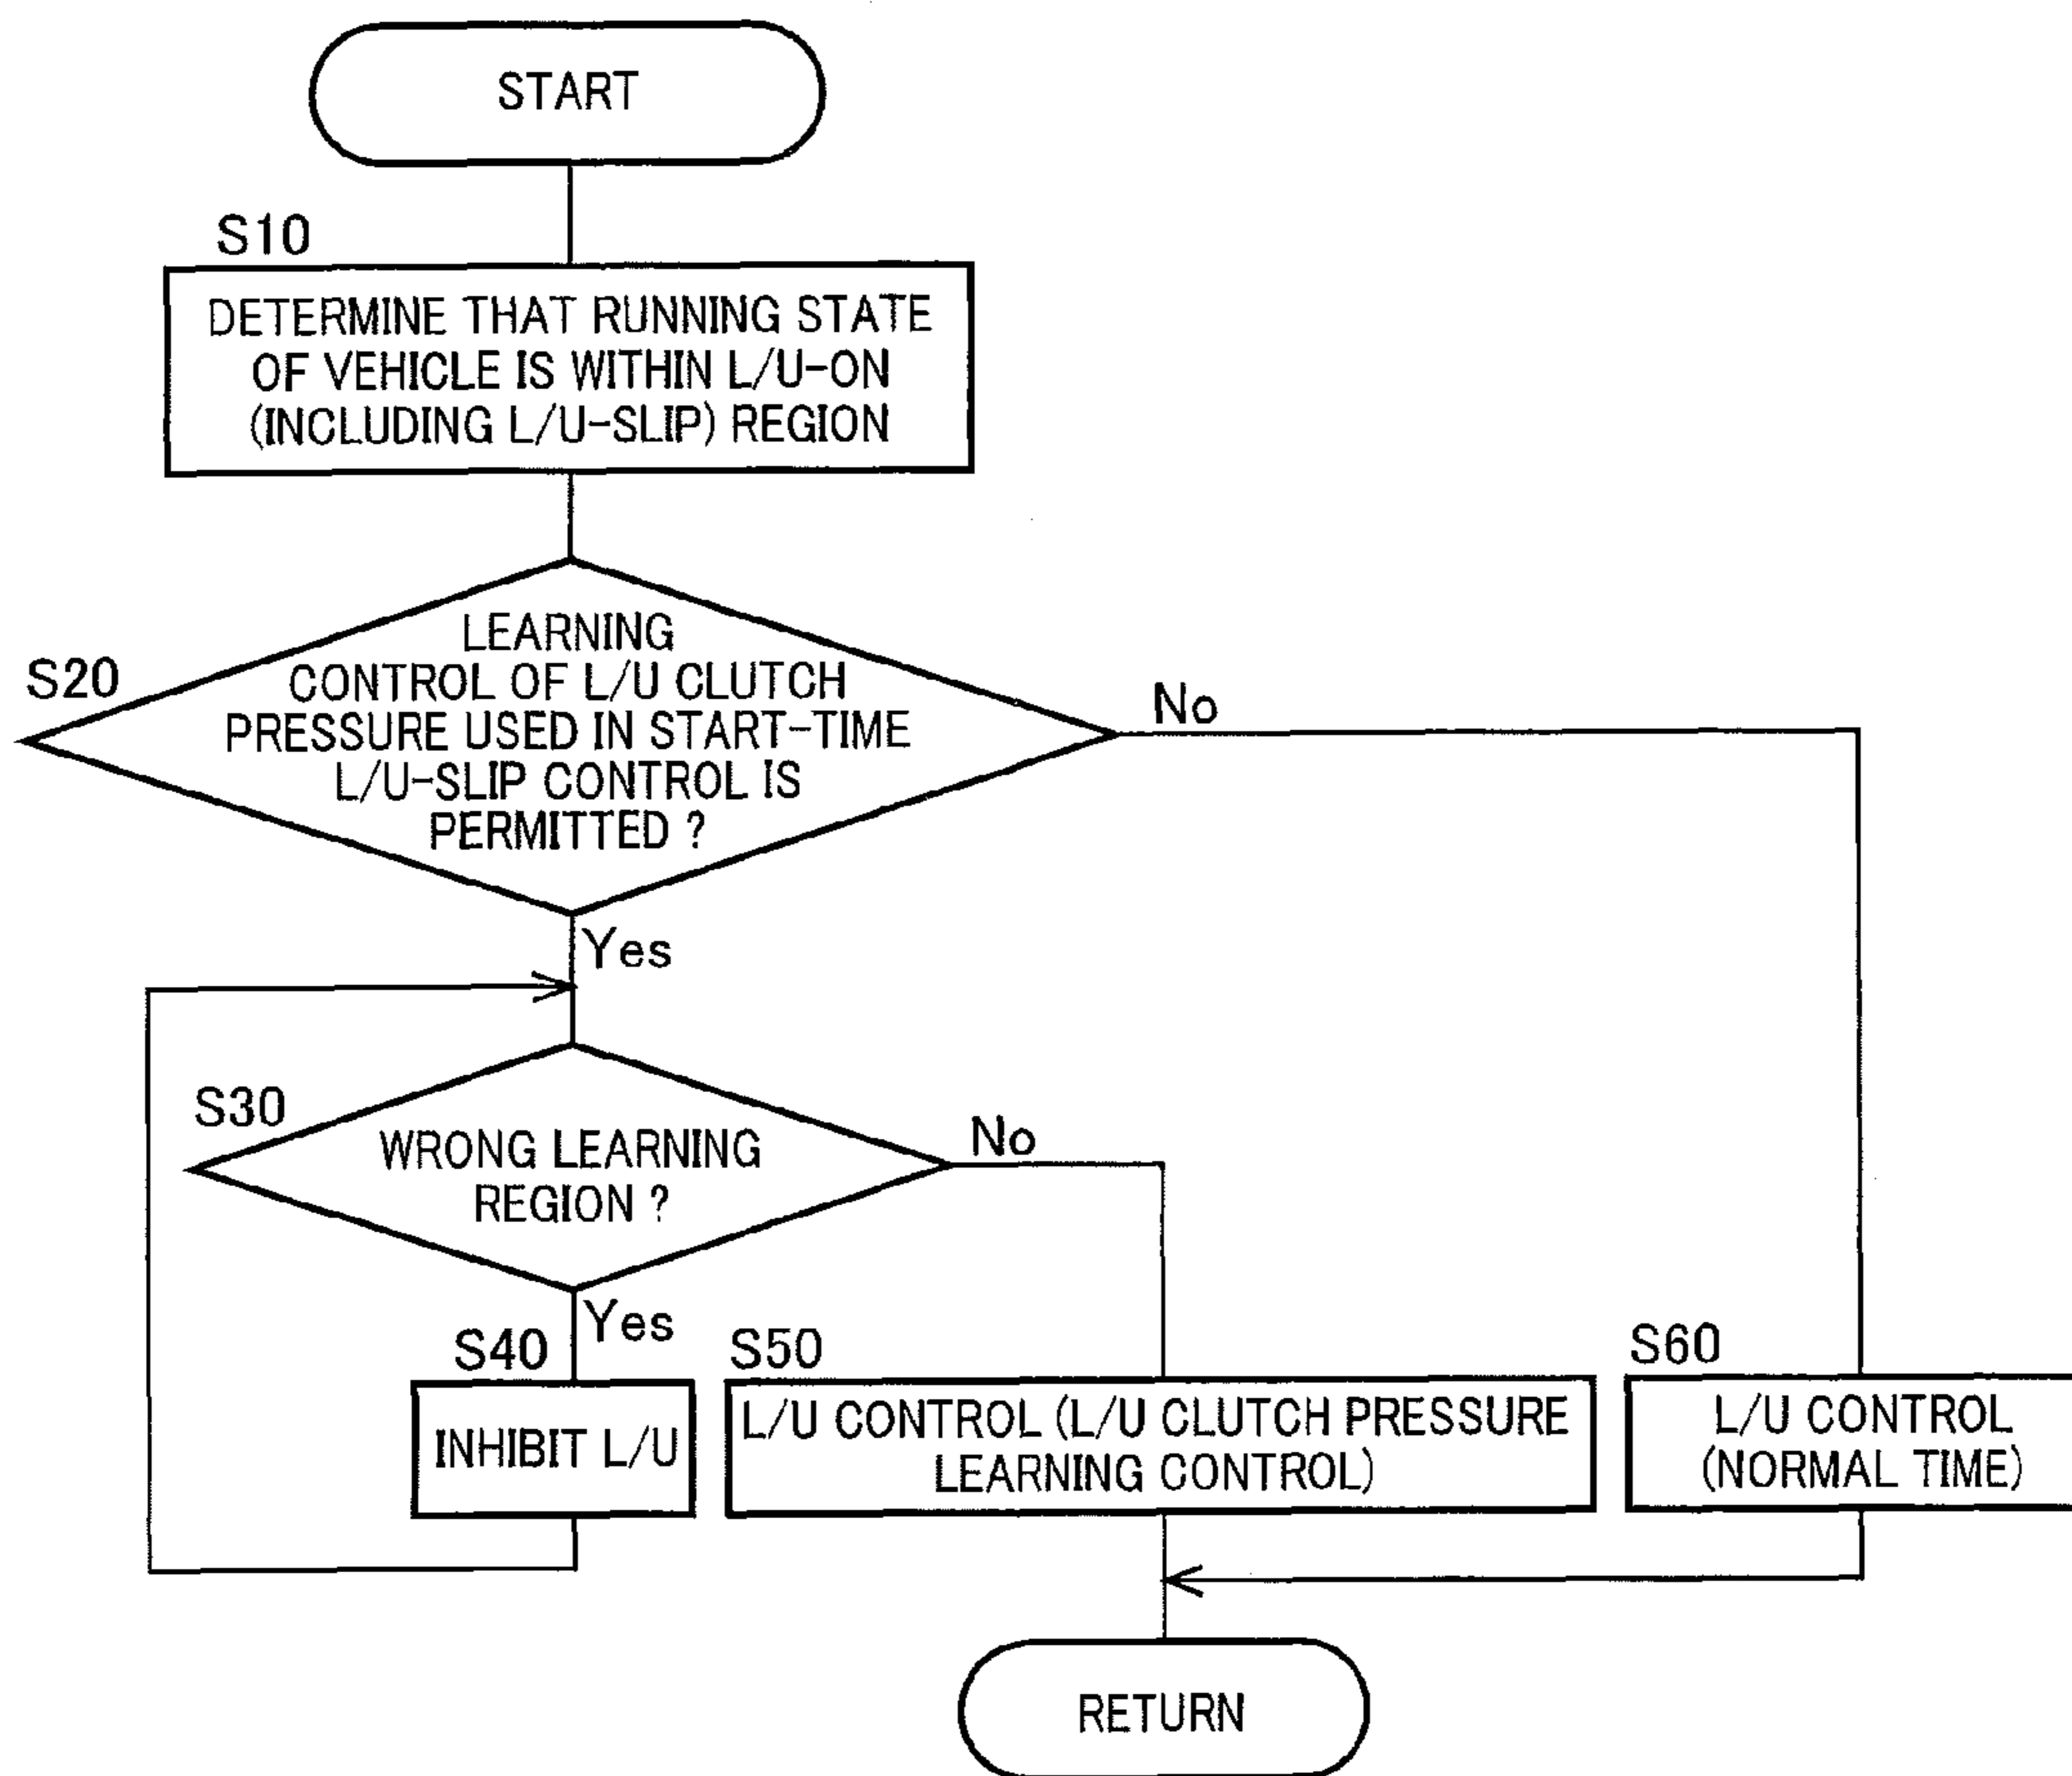 START
S10
DETERMINE THAT RUNNING STATE
OF VEHICLE IS WITHIN L/U-ON
(INCLUDING L/U-SLIP) REGION
S20
LEARNING
CONTROL OF L/U CLUTCH
PRESSURE USED IN START-TIME
L/U-SLIP CONTROL IS
PERMITTED ?
No
Yes
S30
WRONG LEARNING
REGION ?
No
Yes
S40
INHIBIT L/U
S50
L/U CONTROL (L/U CLUTCH PRESSURE
LEARNING CONTROL)
S60
L/U CONTROL
(NORMAL TIME)
RETURN